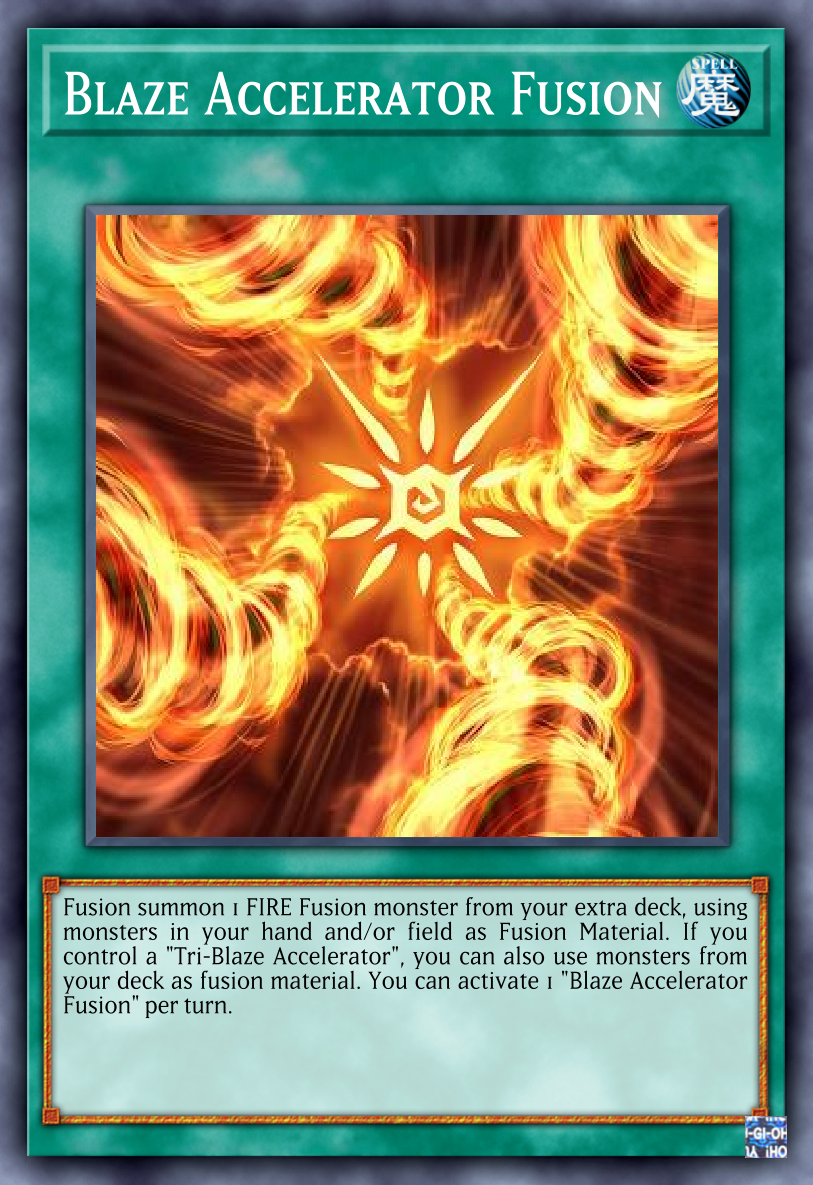 Blaze Accelerator Fusion
SPELL
魔
Fusion summon 1 FIRE Fusion monster from your extra deck, using
monsters in your hand and/or field as Fusion Material. If you
control a "Tri-Blaze Accelerator", you can also use monsters from
your deck as fusion material. You can activate 1 "Blaze Accelerator
Fusion" per turn.
I-GI-OH